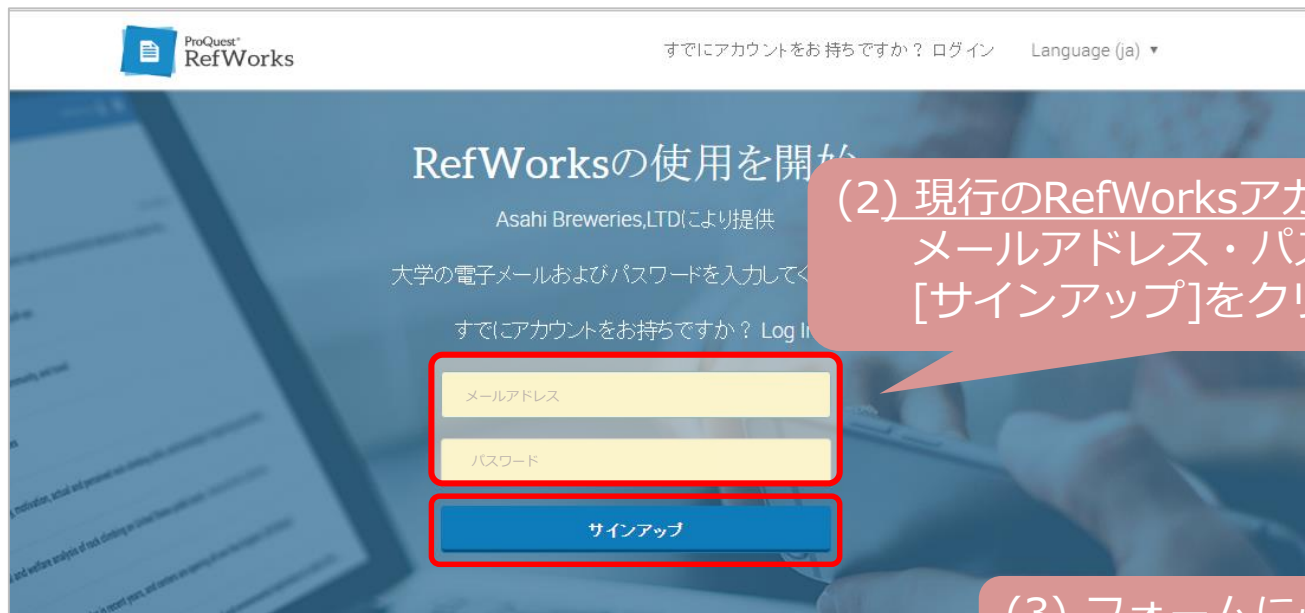 ProQuest®
RefWorks
すでにアカウントをお持ちですか？ ログイン
Language (ja) ▼
RefWorksの使用を開始
Asahi Breweries,LTDにより提供
大学の電子メールおよびパスワードを入力してく
すでにアカウントをお持ちですか？ Log In
メールアドレス
パスワード
サインアップ
(2) 現行のRefWorksアカ
メールアドレス・パス
[サインアップ]をクリ
(3) フォームに